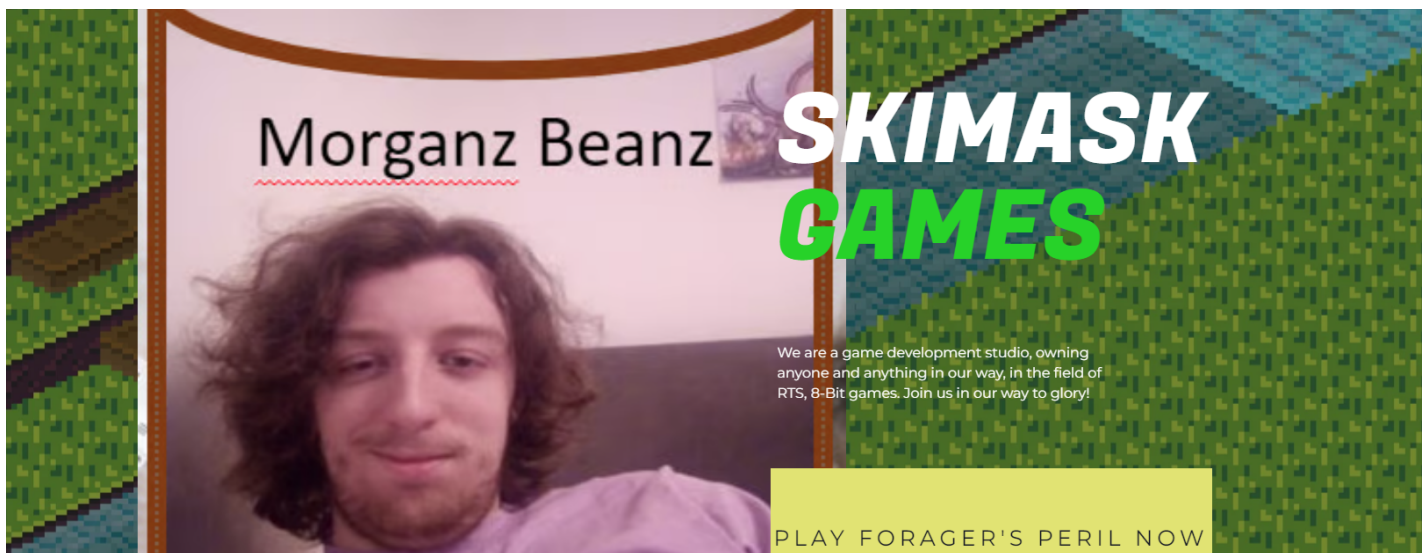 Morganz Beanz
SKIMASK
GAMES
We are a game development studio, owning
anyone and anything in our way, in the field of
RTS, 8-Bit games. Join us in our way to glory!
PLAY FORAGER'S PERIL NOW